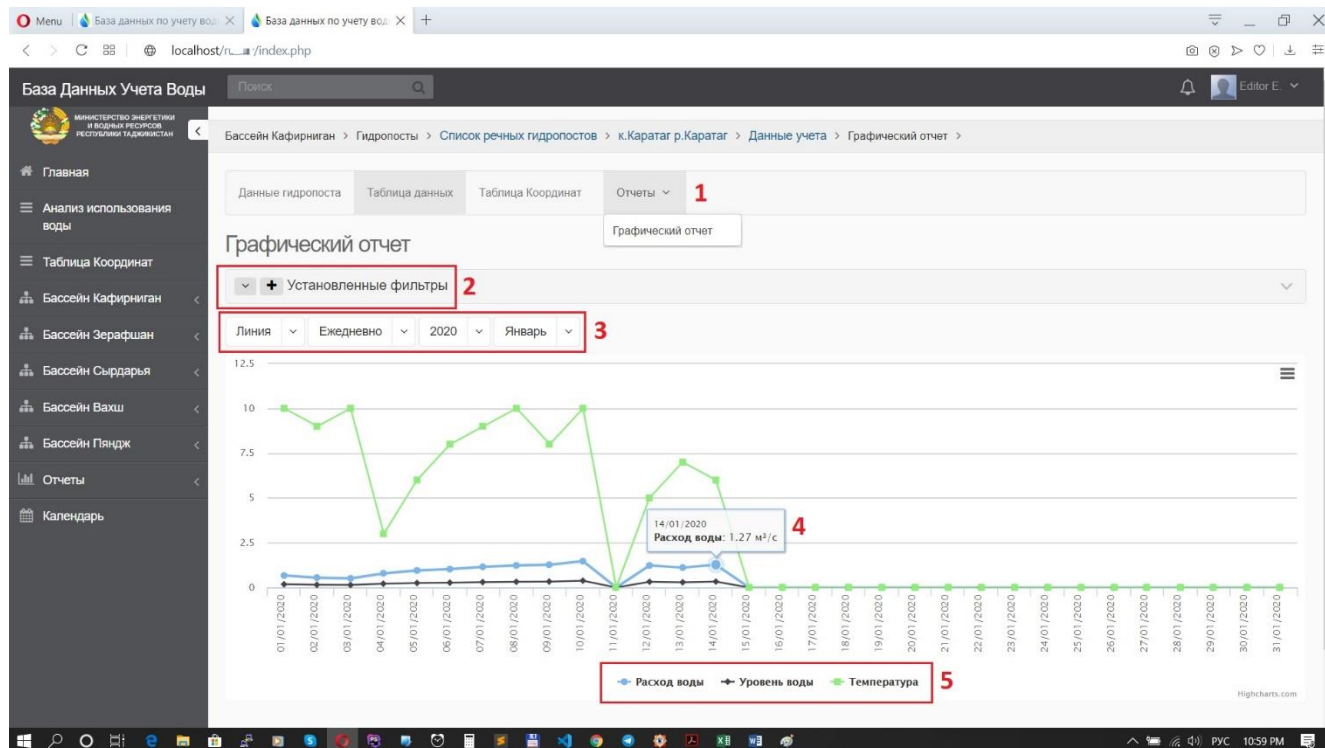 Menu
База данных по учету вод
База данных по учету вод
localhost/
/index.php
База Данных Учета Воды
Поиск
Editor E.
МИНИСТЕРСТВО ЭНЕРГЕТИКИ
И ВОДНЫХ РЕСУРСОВ
РЕСПУБЛИКИ ТАДЖИКИСТАН
Бассейн Кафирниган > Гидропосты > Список речных гидропостов > к.Каратаг р.Каратаг > Данные учета > Графический отчет >
Главная
Анализ использования
воды
Таблица Координат
Бассейн Кафирниган
Бассейн Зерафшан
Бассейн Сырдарья
Бассейн Вахш
Бассейн Пяндж
Отчеты
Календарь
Данные гидропоста Таблица данных Таблица Координат Отчеты 1
Графический отчет
Графический отчет
Установленные фильтры 2
Линия Ежедневно 2020 Январь 3
12.5
10
7.5
5
2.5
0
14/01/2020
Расход воды: 1.27 м³/с
4
01/01/2020
02/01/2020
03/01/2020
04/01/2020
05/01/2020
06/01/2020
07/01/2020
08/01/2020
09/01/2020
10/01/2020
11/01/2020
12/01/2020
13/01/2020
14/01/2020
15/01/2020
16/01/2020
17/01/2020
18/01/2020
19/01/2020
20/01/2020
21/01/2020
22/01/2020
23/01/2020
24/01/2020
25/01/2020
26/01/2020
27/01/2020
28/01/2020
29/01/2020
30/01/2020
31/01/2020
Расход воды Уровень воды Температура 5
Highcharts.com
РУС 10:59 PM